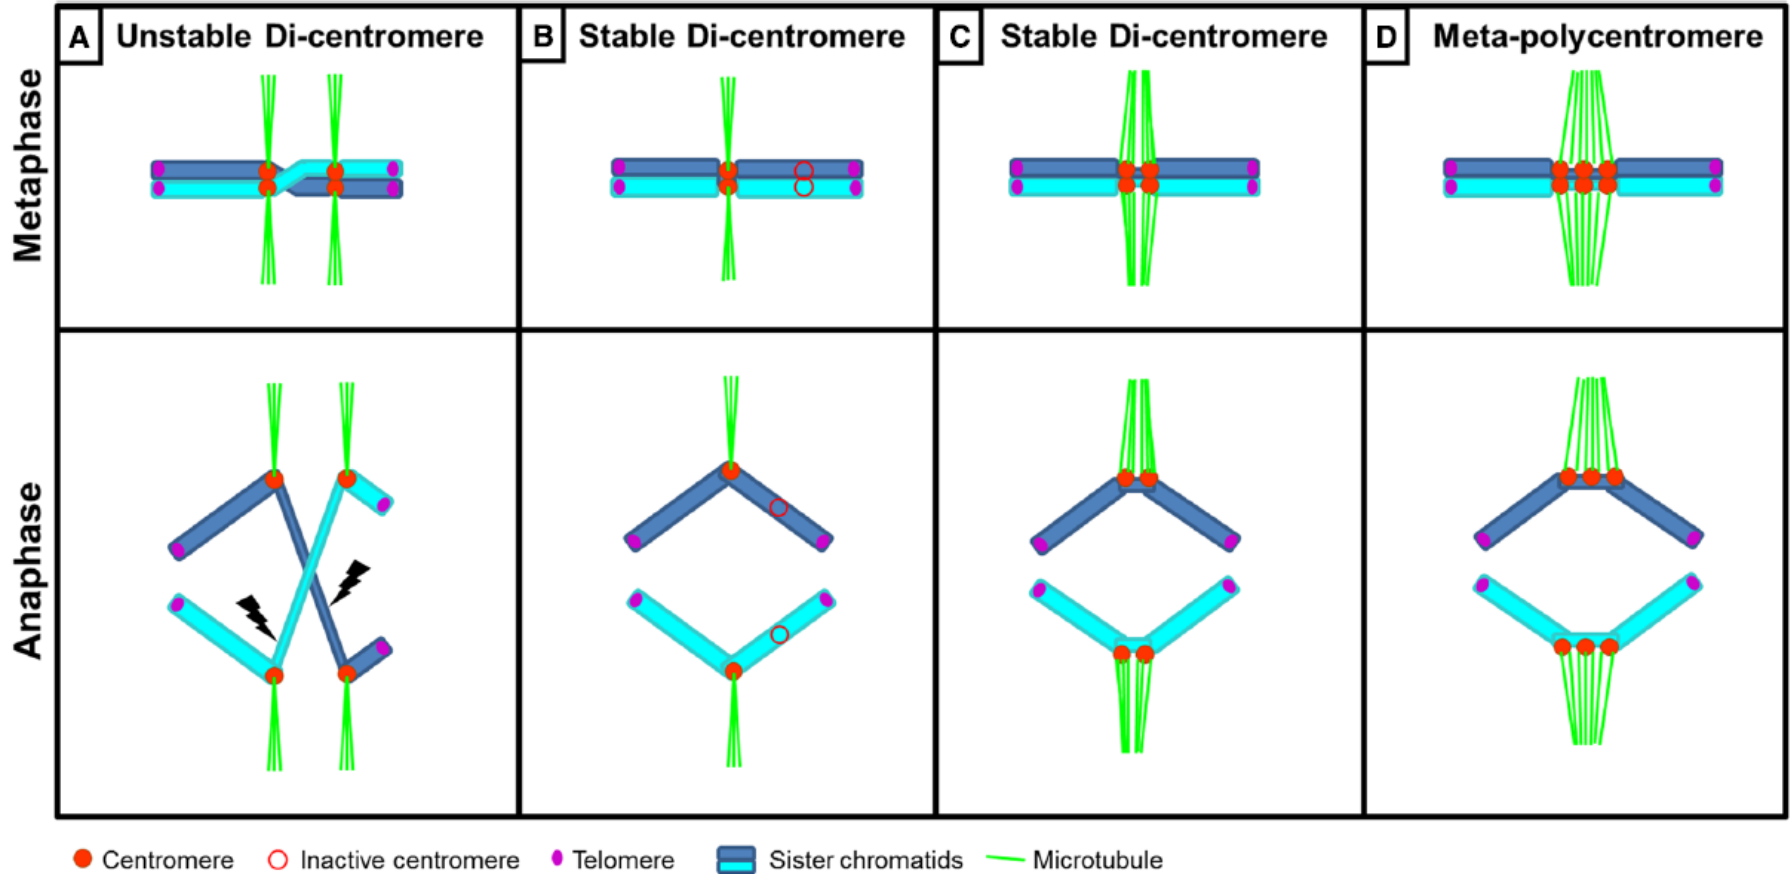 A Unstable Di-centromere
B Stable Di-centromere
C Stable Di-centromere
D Meta-polycentromere
Metaphase
Anaphase
Centromere
Inactive centromere
Telomere
Sister chromatids
Microtubule